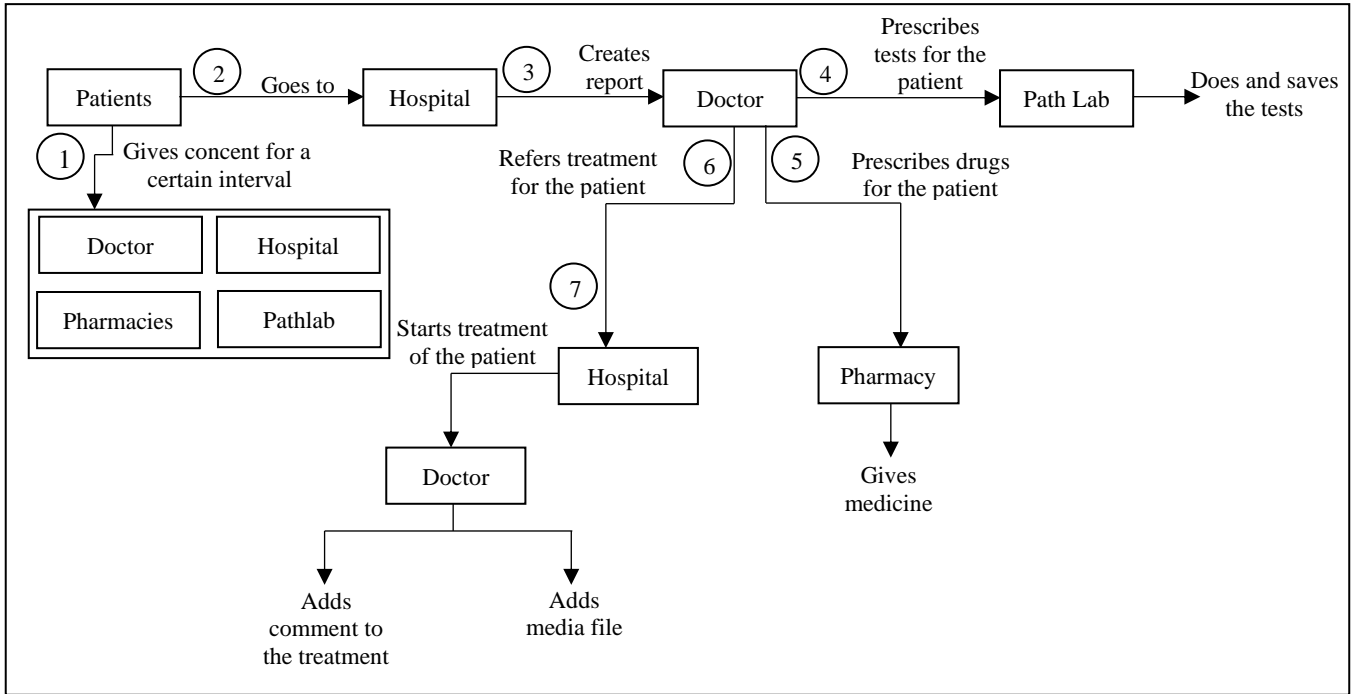 Patients
2
Goes to
Hospital
3
Creates
report
Doctor
4
Prescribes
tests for the
patient
Path Lab
Does and saves
the tests
1
Gives concent for a
certain interval
Doctor
Hospital
Pharmacies
Pathlab
Refers treatment
for the patient
6
5
Prescribes drugs
for the patient
7
Starts treatment
of the patient
Hospital
Pharmacy
Doctor
Gives
medicine
Adds
comment to
the treatment
Adds
media file